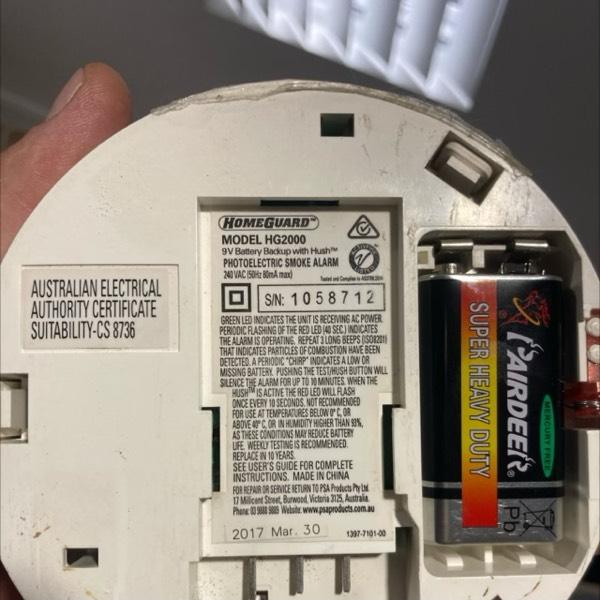 HOMEGUARD™
MODEL HG2000
9V Battery Backup with Hush™
PHOTOELECTRIC SMOKE ALARM
240 VAC (50Hz 80mA max)
Tested and Complies to AS3786.2014
S/N: 1058712
GREEN LED INDICATES THE UNIT IS RECEIVING AC POWER.
PERIODIC FLASHING OF THE RED LED (40 SEC) INDICATES
THE ALARM IS OPERATING. REPEAT 3 LONG BEEPS (ISO8201)
THAT INDICATES PARTICLES OF COMBUSTION HAVE BEEN
DETECTED. A PERIODIC "CHIRP" INDICATES A LOW OR
MISSING BATTERY. PUSHING THE TEST/HUSH BUTTON WILL
SILENCE THE ALARM FOR UP TO 10 MINUTES. WHEN THE
HUSH™ IS ACTIVE THE RED LED WILL FLASH
ONCE EVERY 10 SECONDS. NOT RECOMMENDED
FOR USE AT TEMPERATURES BELOW 0° C, OR
ABOVE 40° C, OR IN HUMIDITY HIGHER THAN 93%,
AS THESE CONDITIONS MAY REDUCE BATTERY
LIFE. WEEKLY TESTING IS RECOMMENDED.
REPLACE IN 10 YEARS.
SEE USER'S GUIDE FOR COMPLETE
INSTRUCTIONS. MADE IN CHINA
FOR REPAIR OR SERVICE RETURN TO PSA Products Pty Ltd.
17 Millicent Street, Burwood, Victoria 3125, Australia.
Phone: 03 9888 9889 Website: www.psaproducts.com.au
2017 Mar. 30
1397-7101-00
AUSTRALIAN ELECTRICAL
AUTHORITY CERTIFICATE
SUITABILITY-CS 8736
PAIRDEER®
SUPER HEAVY DUTY
MERCURY FREE
Pb